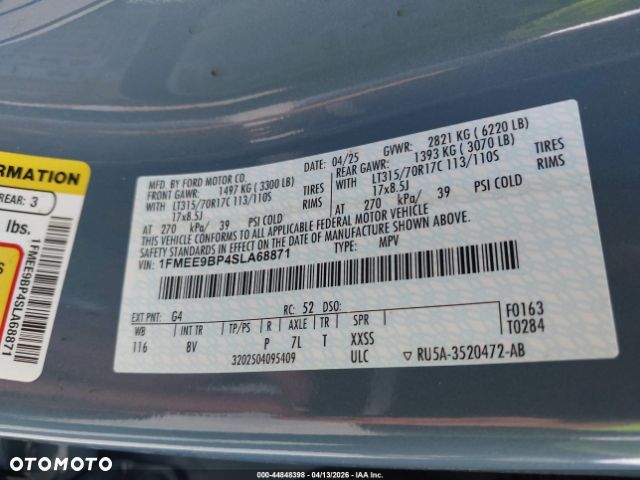 FORMATION
REAR: 3
lbs.
1FMEE9BP4SLA68871
MFD. BY FORD MOTOR CO.
DATE: 04/25 GVWR: 2821 KG ( 6220 LB)
FRONT GAWR: 1497 KG ( 3300 LB)
REAR GAWR: 1393 KG ( 3070 LB)
WITH LT315/70R17C 113/110S TIRES
WITH LT315/70R17C 113/110S TIRES
17x8.5J RIMS
17x8.5J RIMS
AT 270 kPa/ 39 PSI COLD
AT 270 kPa/ 39 PSI COLD
THIS VEHICLE CONFORMS TO ALL APPLICABLE FEDERAL MOTOR VEHICLE
SAFETY STANDARDS IN EFFECT ON THE DATE OF MANUFACTURE SHOWN ABOVE.
VIN: 1FMEE9BP4SLA68871
TYPE: MPV
EXT PNT: G4 RC: 52 DSO:
WB INT TR TP/PS R AXLE TR SPR
116 8V P 7L T XXSS
3202504095409 ULC
F0163
T0284
RU5A-3520472-AB
OTOMOTO
000-44848398 - 04/13/2026 - IAA Inc.